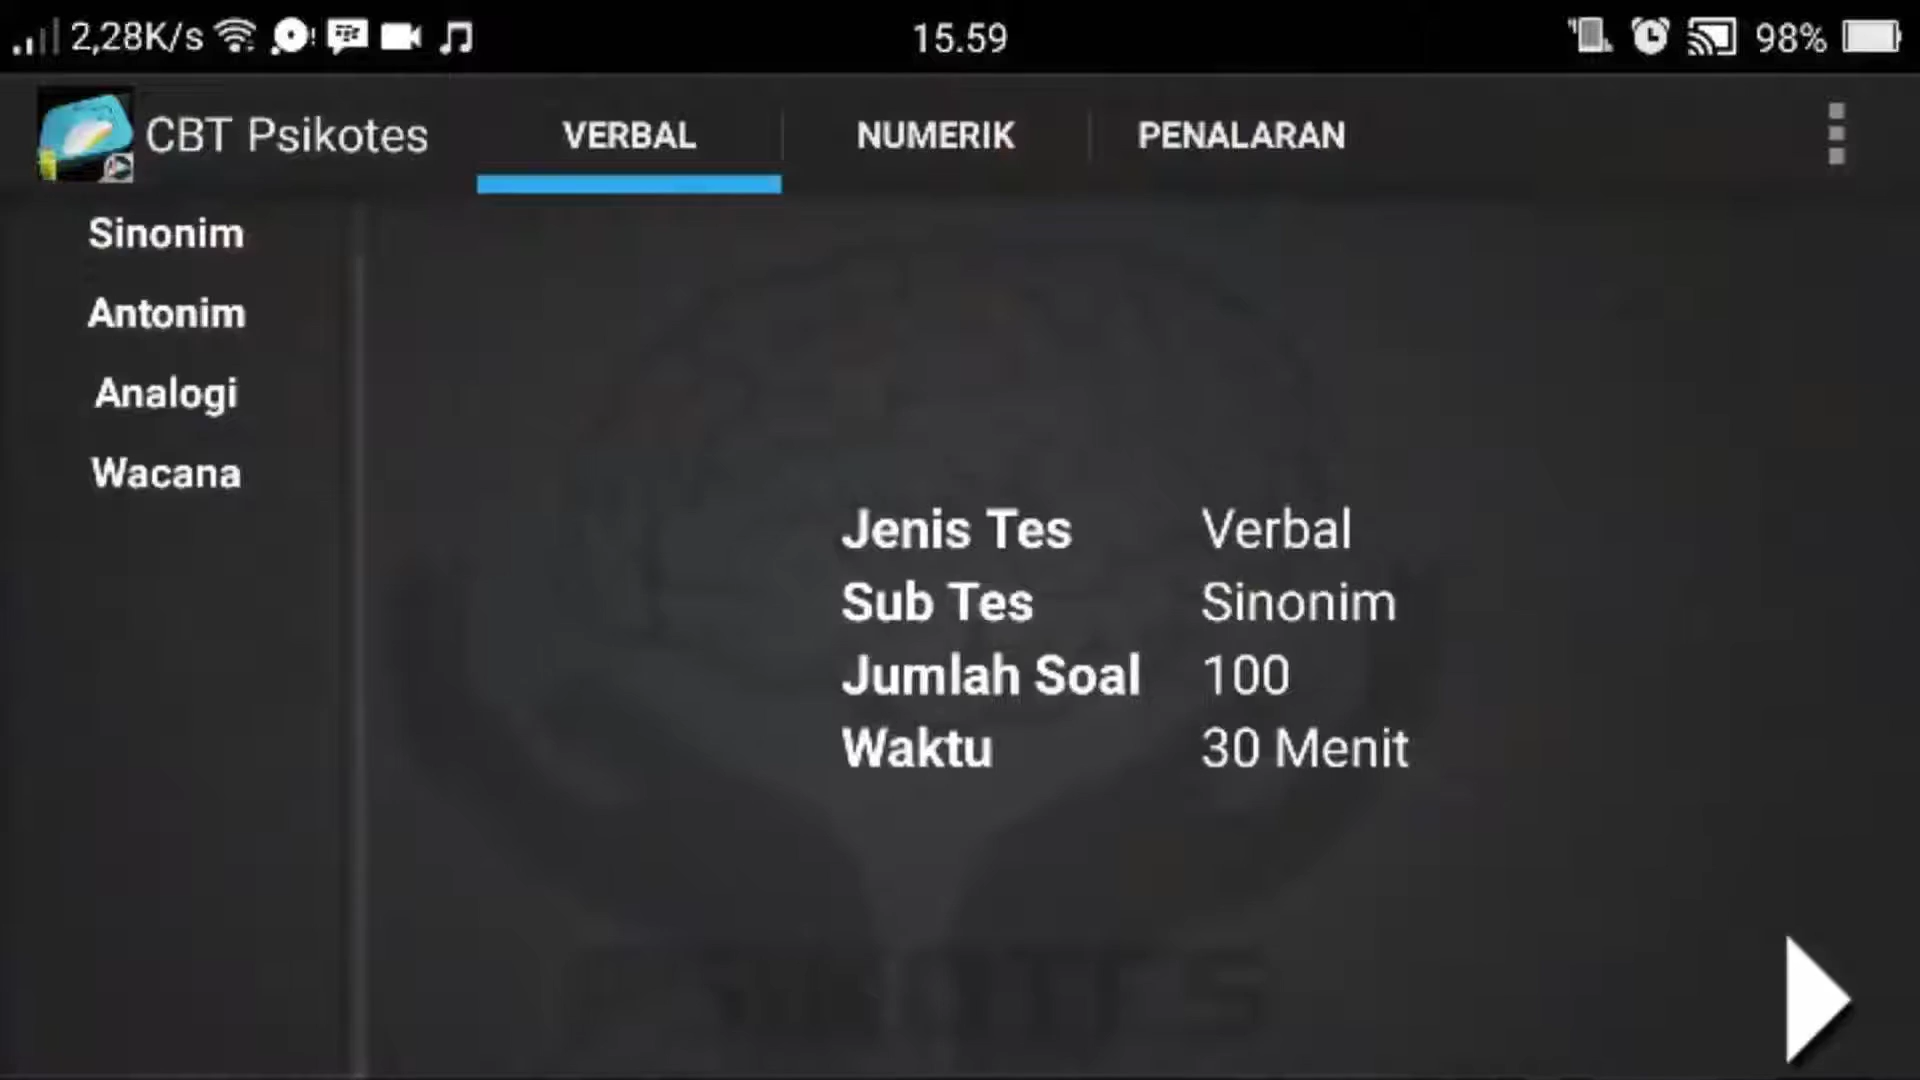 2,28K/s
15.59
98%
CBT Psikotes
VERBAL
NUMERIK
PENALARAN
Sinonim
Antonim
Analogi
Wacana
Jenis Tes Verbal
Sub Tes Sinonim
Jumlah Soal 100
Waktu 30 Menit